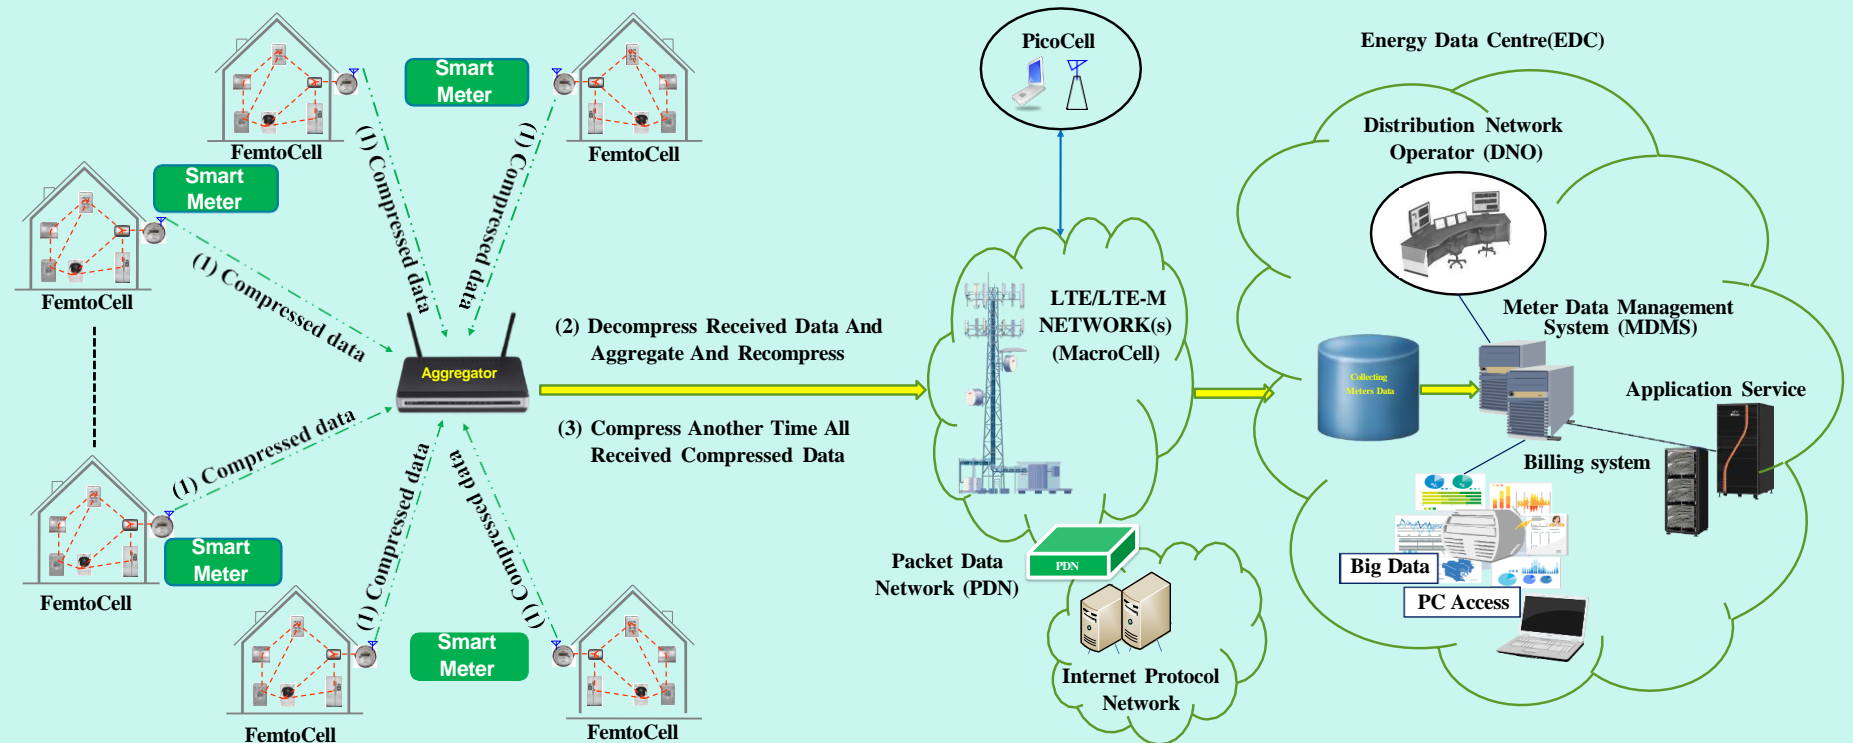 Smart
Meter
FemtoCell
FemtoCell
(1) Compressed data
(1) Compressed data
Smart
Meter
FemtoCell
(1) Compressed data
Aggregator
(1) Compressed data
Smart
Meter
FemtoCell
(1) Compressed data
(1) Compressed data
Smart
Meter
FemtoCell
FemtoCell
(2) Decompress Received Data And
Aggregate And Recompress
(3) Compress Another Time All
Received Compressed Data
PicoCell
LTE/LTE-M
NETWORK(s)
(MacroCell)
Packet Data
Network (PDN)
PDN
Internet Protocol
Network
Energy Data Centre(EDC)
Distribution Network
Operator (DNO)
Meter Data Management
System (MDMS)
Collecting
Meters Data
Application Service
Billing system
Big Data
PC Access